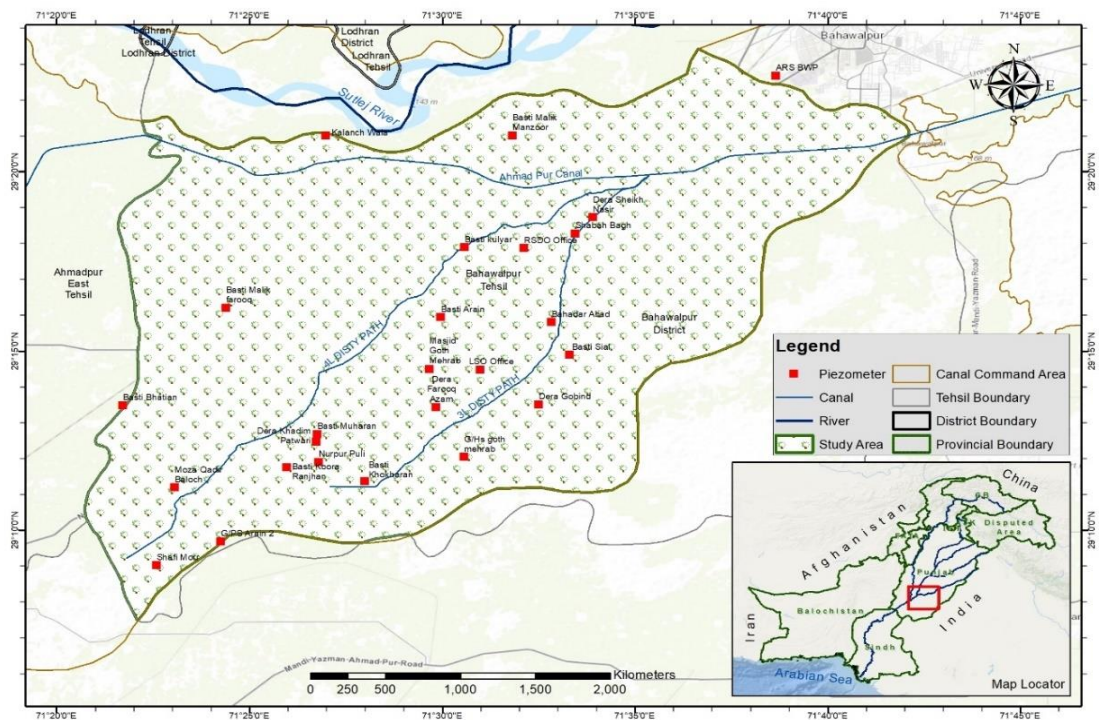 71°20'0"E
71°25'0"E
71°30'0"E
71°35'0"E
71°40'0"E
71°45'0"E
Lodhran
Tehsil
Lodhran District
Lodhran
District
Lodhran
Tehsil
Bahawalpur
ARS BWP
N
W
E
S
Sutlej River
143 m
Kalanch Wala
Basti Malik
Manzoor
Ahmad Pur Canal
Bahawalpur
29°20'0"N
29°20'0"N
Dera Sheikh
Nasir
Shabah Bagh
Basti kulyar
RSDO Office
Ahmadpur
East
Tehsil
Bahawalpur
Tehsil
Basti Malik
farooq
Basti Arain
Bahadar Abad
Bahawalpur
District
4L DISTY PATH
Masjid
Goth
Mehrab
LSO Office
Basti Sial
29°15'0"N
29°15'0"N
Dera
Farooq
Azam
3L DISTY PATH
Dera Gobind
Basti Bhatian
Dera Khadim
Patwari
Basti Muharan
G/Hs goth
mehrab
Nurpur Puli
Moza Qadir
Baloch
Basti Koora
Ranjhan
Basti
Khokharan
29°10'0"N
29°10'0"N
G/PS Arain 2
Shafi Motr
Mandi-Yazman-Ahmad-Pur-Road
Kilometers
0 250 500 1,000 1,500 2,000
Legend
Piezometer
Canal
River
Study Area
Canal Command Area
Tehsil Boundary
District Boundary
Provincial Boundary
China
GB
Disputed
Area
Afghanistan
Punjab
Balochistan
India
Iran
Sindh
Arabian Sea
Map Locator
71°20'0"E
71°25'0"E
71°30'0"E
71°35'0"E
71°40'0"E
71°45'0"E